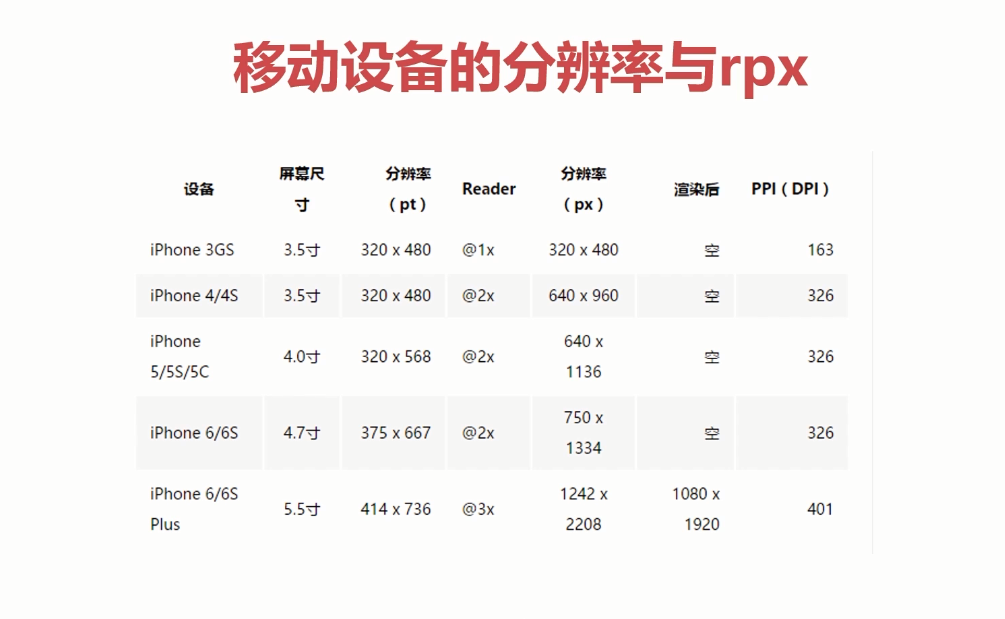 移动设备的分辨率与rpx
设备 屏幕尺寸 分辨率（pt） Reader 分辨率（px） 渲染后 PPI（DPI）
iPhone 3GS 3.5寸 320 x 480 @1x 320 x 480 空 163
iPhone 4/4S 3.5寸 320 x 480 @2x 640 x 960 空 326
iPhone 5/5S/5C 4.0寸 320 x 568 @2x 640 x 1136 空 326
iPhone 6/6S 4.7寸 375 x 667 @2x 750 x 1334 空 326
iPhone 6/6S Plus 5.5寸 414 x 736 @3x 1242 x 2208 1080 x 1920 401